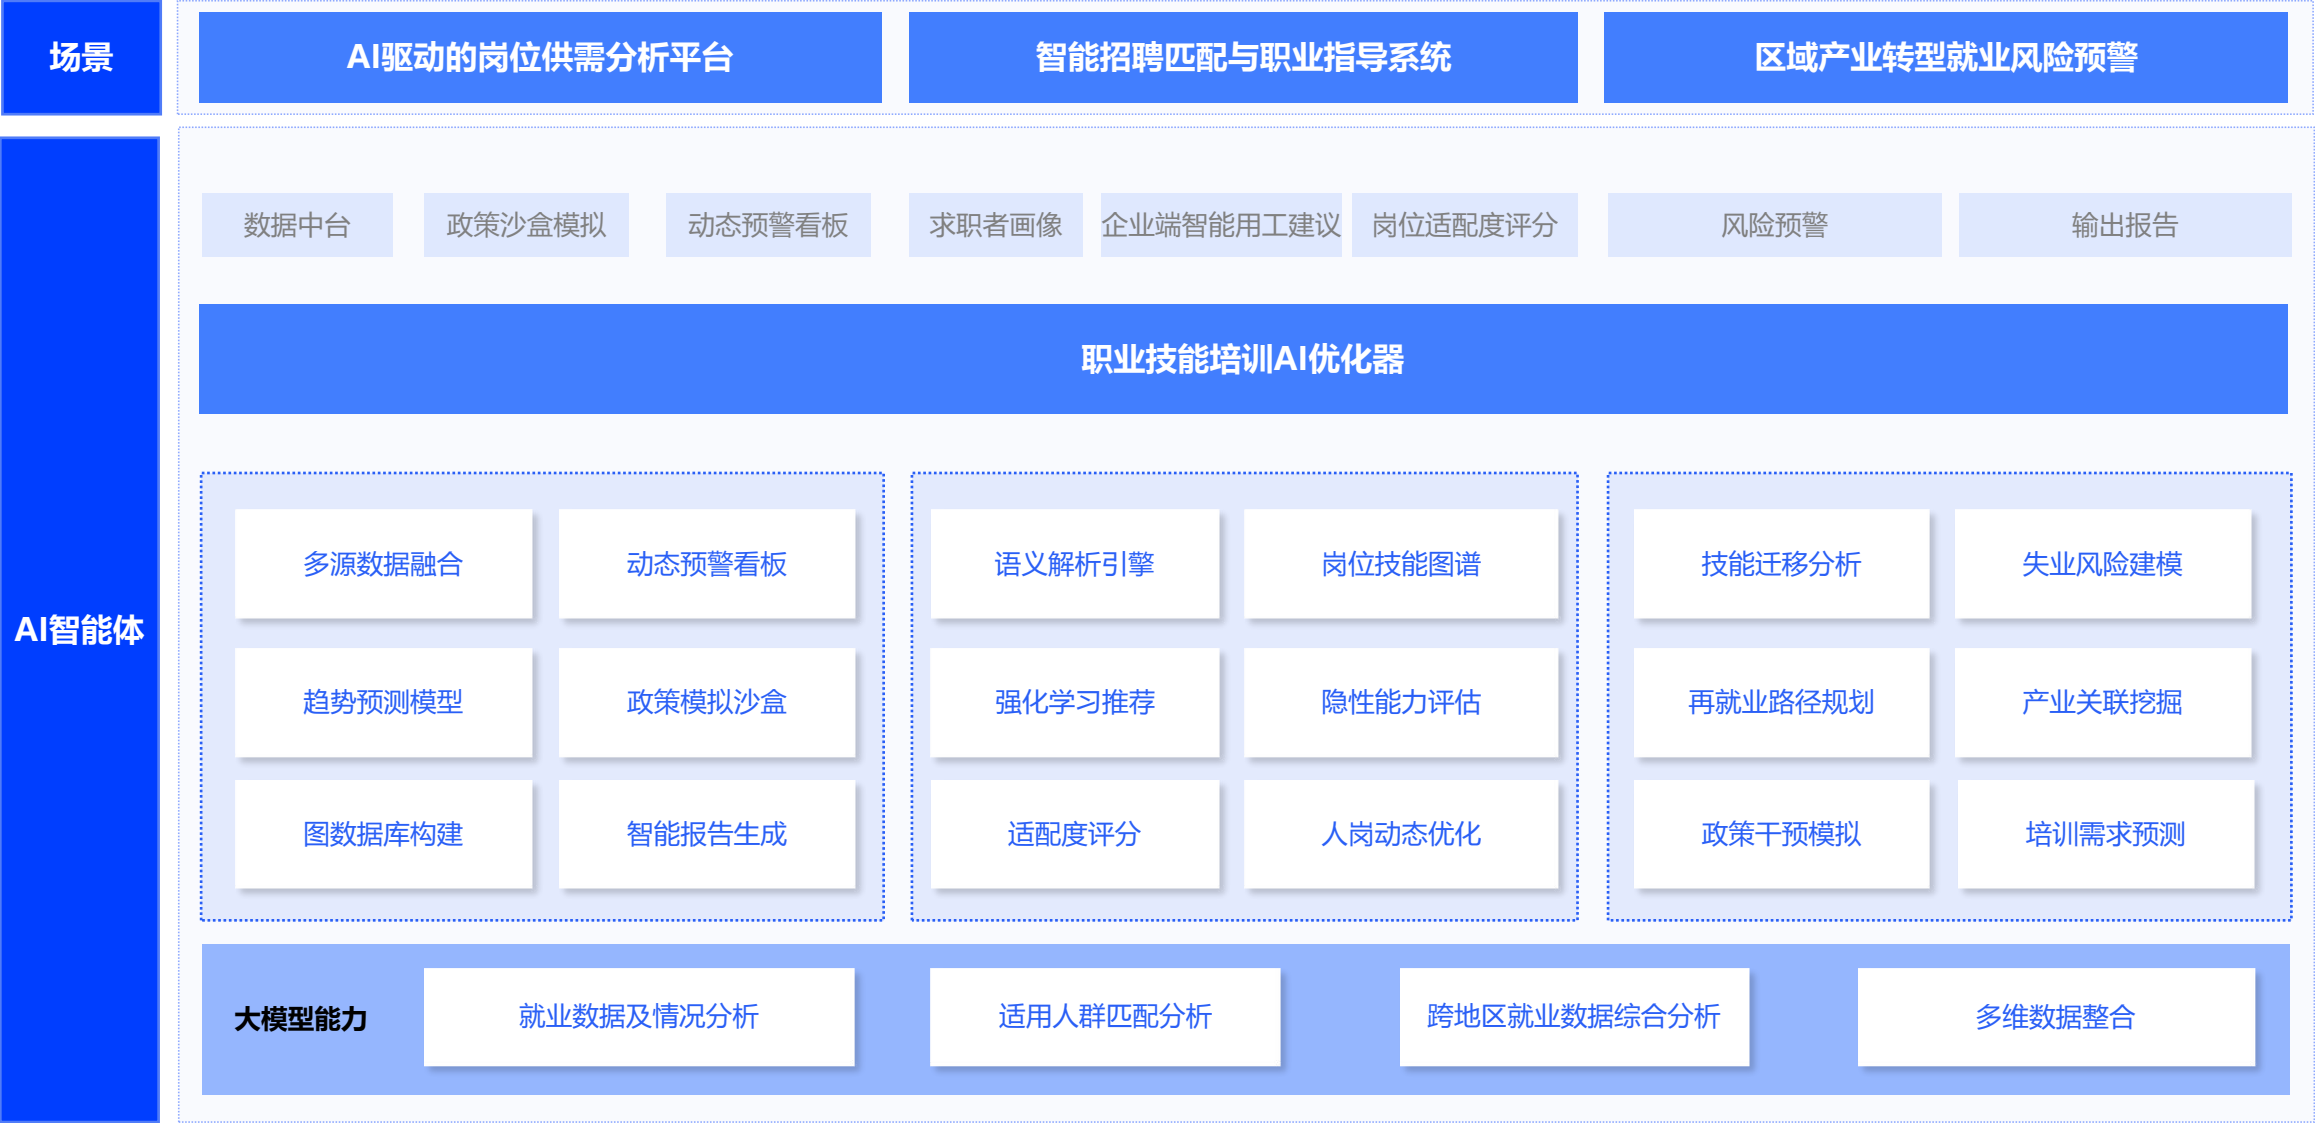 场景
AI驱动的岗位供需分析平台
智能招聘匹配与职业指导系统
区域产业转型就业风险预警
AI智能体
数据中台
政策沙盒模拟
动态预警看板
求职者画像
企业端智能用工建议
岗位适配度评分
风险预警
输出报告
职业技能培训AI优化器
多源数据融合
动态预警看板
趋势预测模型
政策模拟沙盒
图数据库构建
智能报告生成
语义解析引擎
岗位技能图谱
强化学习推荐
隐性能力评估
适配度评分
人岗动态优化
技能迁移分析
失业风险建模
再就业路径规划
产业关联挖掘
政策干预模拟
培训需求预测
大模型能力
就业数据及情况分析
适用人群匹配分析
跨地区就业数据综合分析
多维数据整合